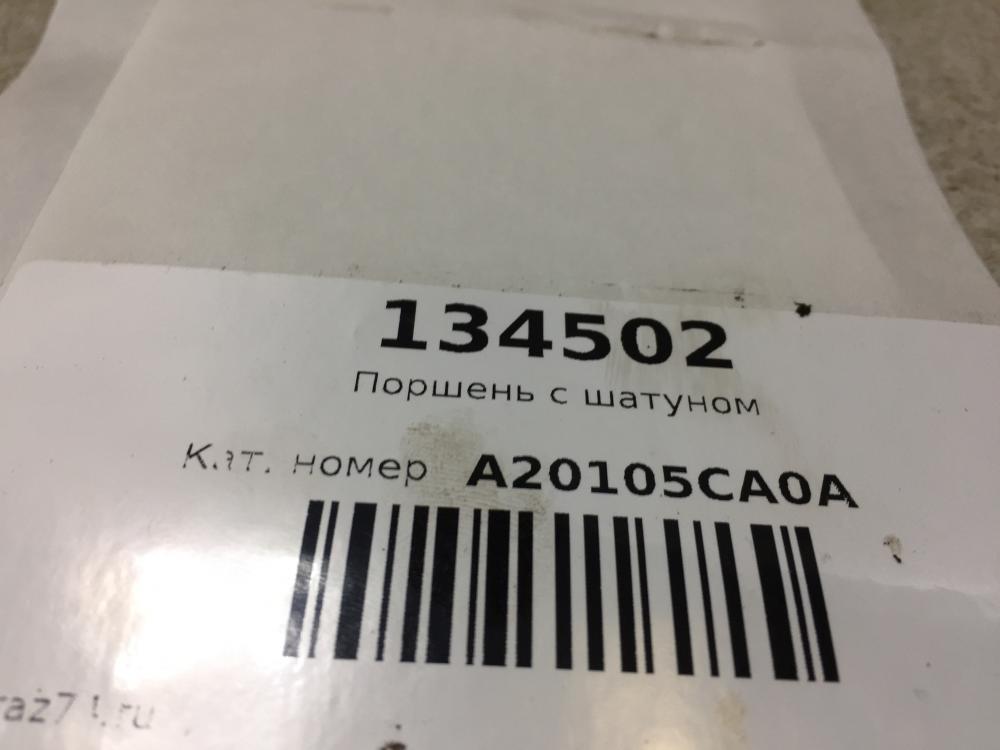 134502
Поршень с шатуном
Кат. номер A20105CA0A